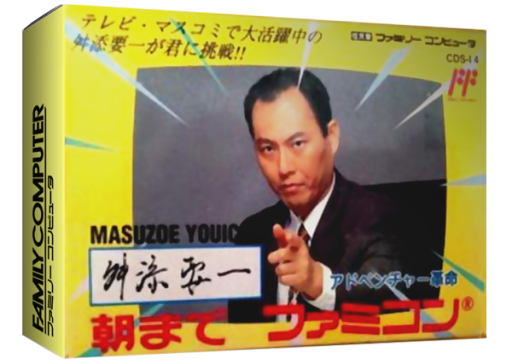 テレビ・マスコミで大活躍中の
舛添要一が君に挑戦!!
ファミリー コンピュータ
CDS-14
FF
MASUZOE YOUIC
舛添要一
アドベンチャー革命
朝まで ファミコン®
FAMILY COMPUTER
ファミリー コンピュータ